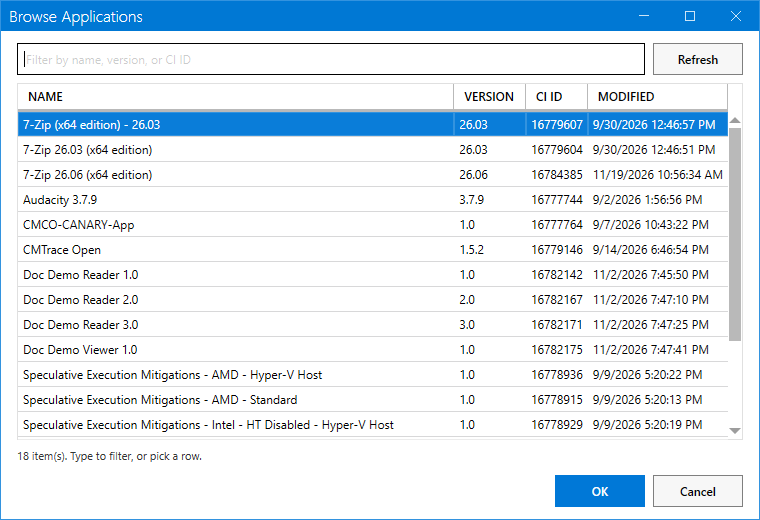 Browse Applications
Filter by name, version, or CI ID Refresh
NAME VERSION CI ID MODIFIED
7-Zip (x64 edition) - 26.03 26.03 16779607 9/30/2026 12:46:57 PM
7-Zip 26.03 (x64 edition) 26.03 16779604 9/30/2026 12:46:51 PM
7-Zip 26.06 (x64 edition) 26.06 16784385 11/19/2026 10:56:34 AM
Audacity 3.7.9 3.7.9 16777744 9/2/2026 1:56:56 PM
CMCO-CANARY-App 1.0 16777764 9/7/2026 10:43:22 PM
CMTrace Open 1.5.2 16779146 9/14/2026 6:46:54 PM
Doc Demo Reader 1.0 1.0 16782142 11/2/2026 7:45:50 PM
Doc Demo Reader 2.0 2.0 16782167 11/2/2026 7:47:10 PM
Doc Demo Reader 3.0 3.0 16782171 11/2/2026 7:47:25 PM
Doc Demo Viewer 1.0 1.0 16782175 11/2/2026 7:47:41 PM
Speculative Execution Mitigations - AMD - Hyper-V Host 1.0 16778936 9/9/2026 5:20:22 PM
Speculative Execution Mitigations - AMD - Standard 1.0 16778915 9/9/2026 5:20:13 PM
Speculative Execution Mitigations - Intel - HT Disabled - Hyper-V Host 1.0 16778929 9/9/2026 5:20:19 PM
18 item(s). Type to filter, or pick a row.
OK Cancel